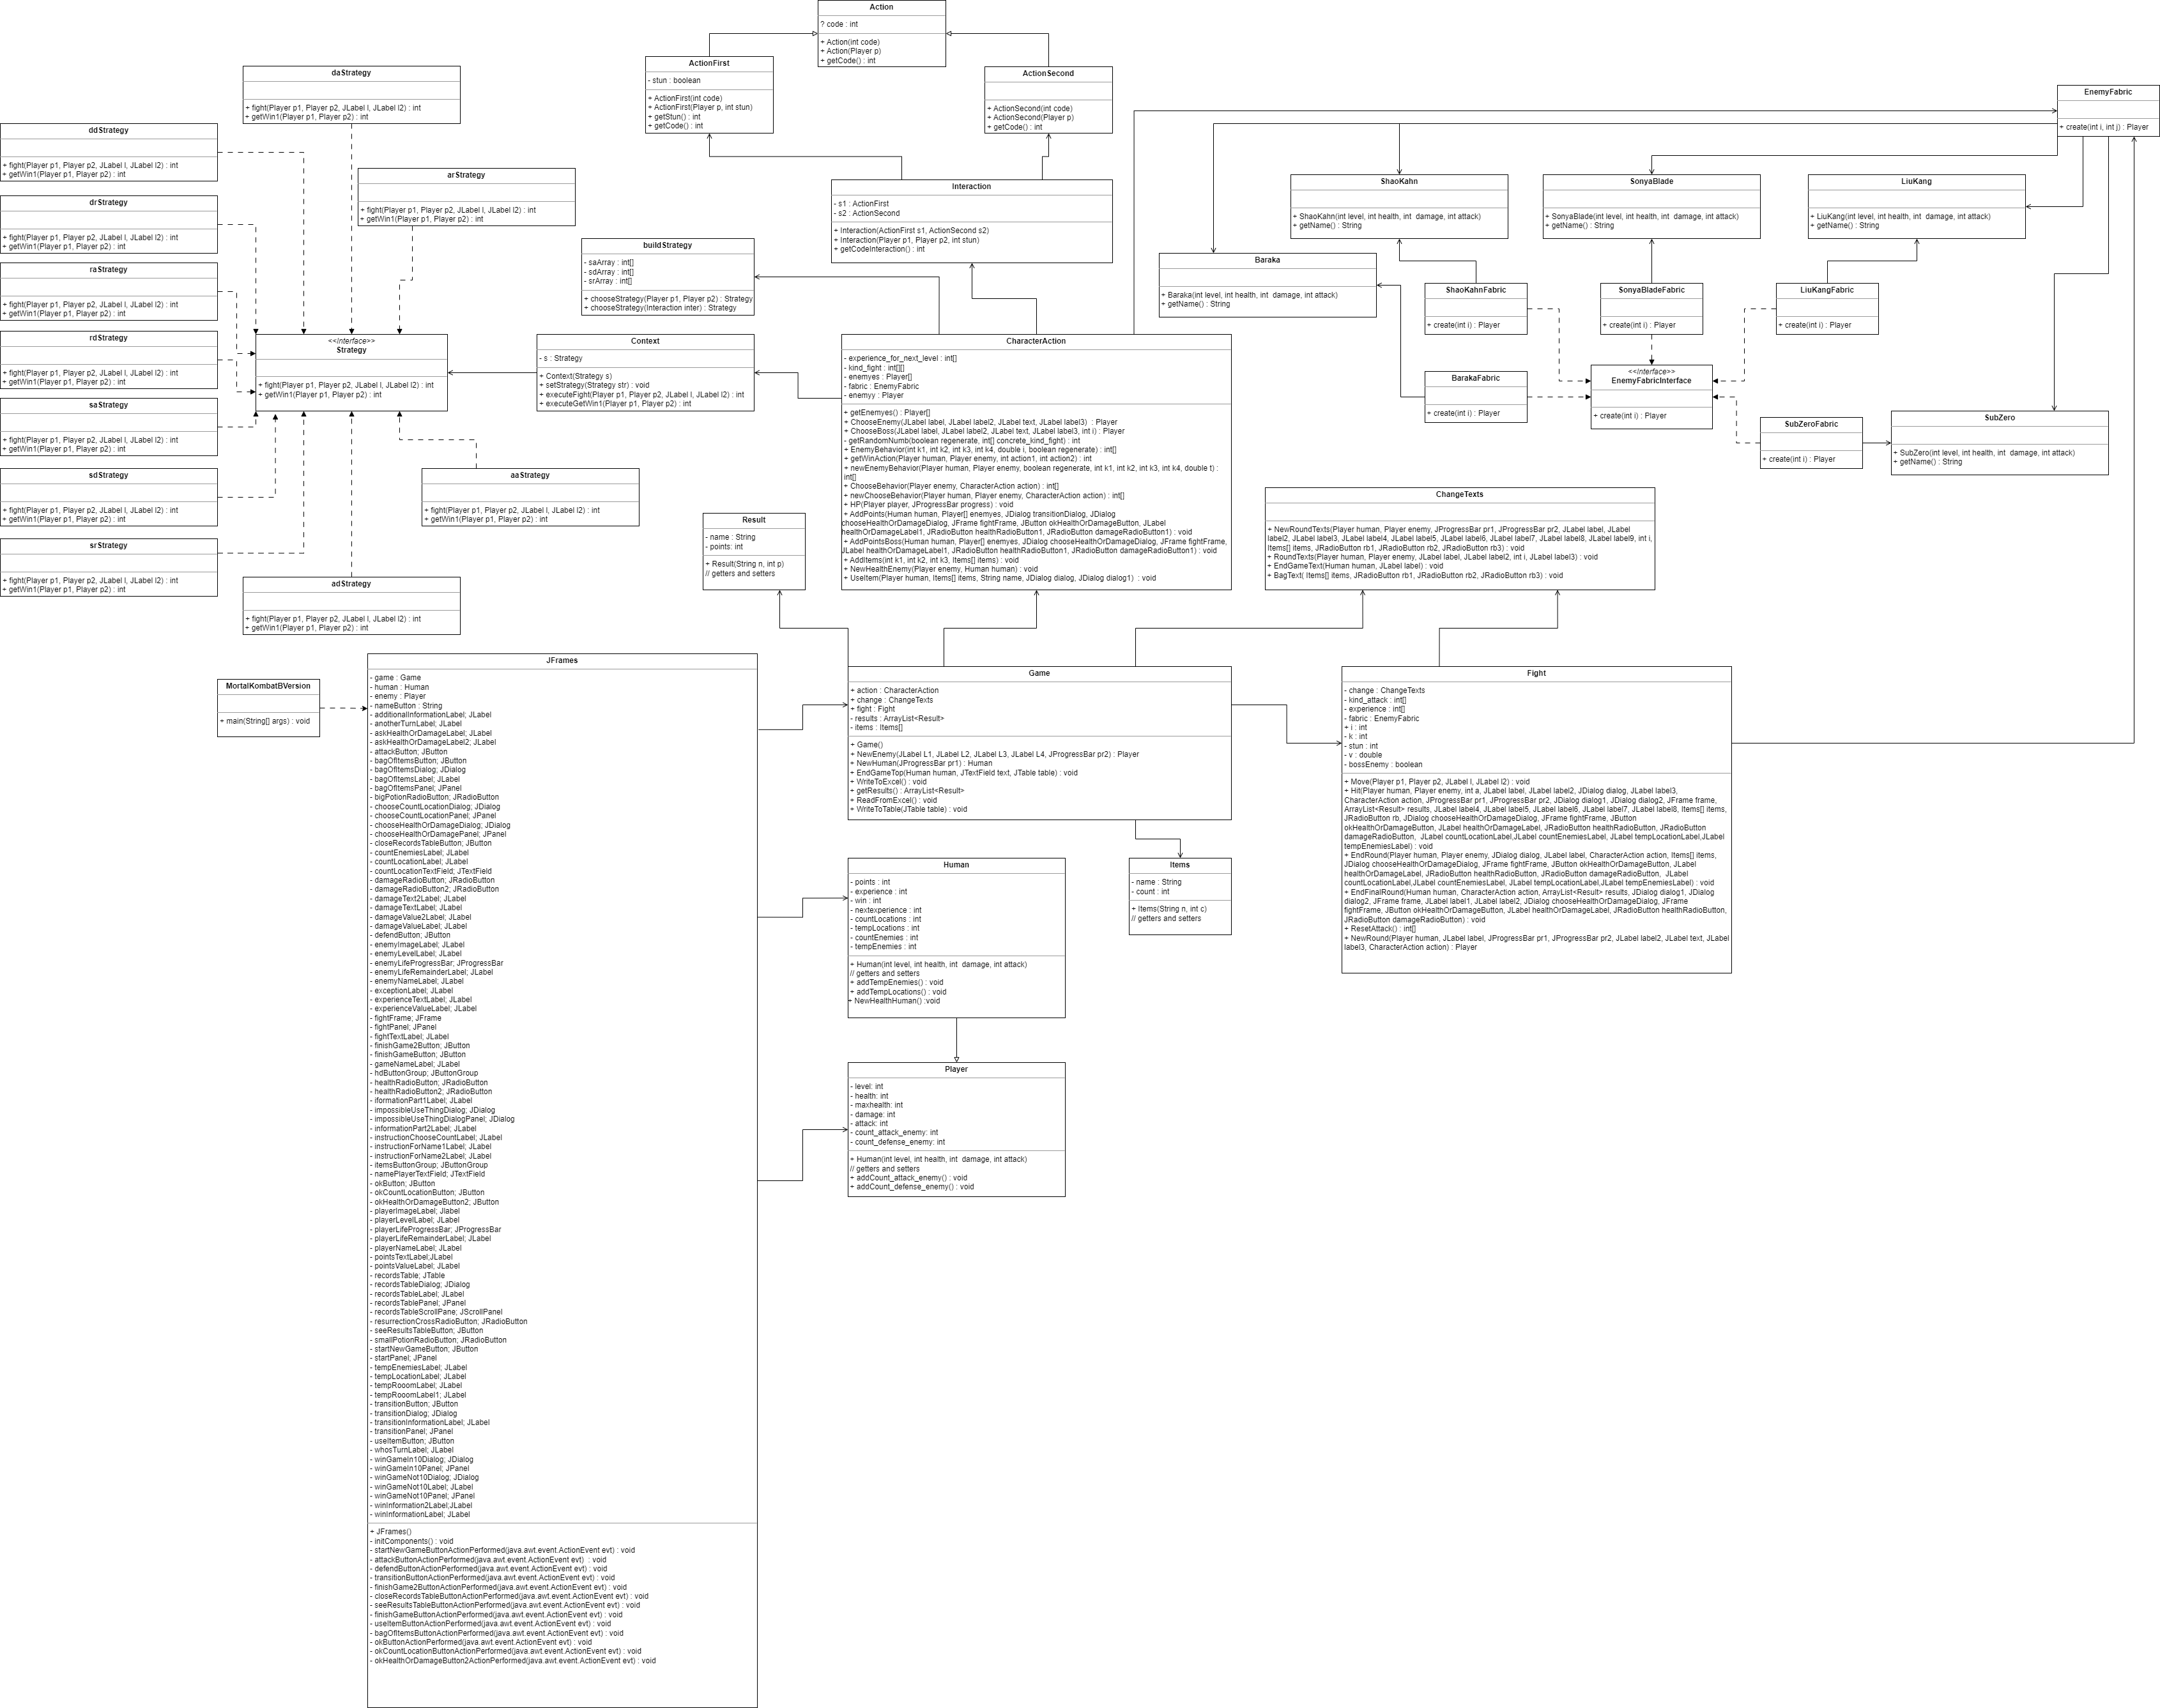 Action
? code : int
+ Action(int code)
+ Action(Player p)
+ getCode() : int
ActionFirst
- stun : boolean
+ ActionFirst(int code)
+ ActionFirst(Player p, int stun)
+ getStun() : int
+ getCode() : int
ActionSecond
+ ActionSecond(int code)
+ ActionSecond(Player p)
+ getCode() : int
daStrategy
+ fight(Player p1, Player p2, JLabel l, JLabel l2) : int
+ getWin1(Player p1, Player p2) : int
ddStrategy
+ fight(Player p1, Player p2, JLabel l, JLabel l2) : int
+ getWin1(Player p1, Player p2) : int
arStrategy
+ fight(Player p1, Player p2, JLabel l, JLabel l2) : int
+ getWin1(Player p1, Player p2) : int
drStrategy
+ fight(Player p1, Player p2, JLabel l, JLabel l2) : int
+ getWin1(Player p1, Player p2) : int
raStrategy
+ fight(Player p1, Player p2, JLabel l, JLabel l2) : int
+ getWin1(Player p1, Player p2) : int
rdStrategy
+ fight(Player p1, Player p2, JLabel l, JLabel l2) : int
+ getWin1(Player p1, Player p2) : int
saStrategy
+ fight(Player p1, Player p2, JLabel l, JLabel l2) : int
+ getWin1(Player p1, Player p2) : int
sdStrategy
+ fight(Player p1, Player p2, JLabel l, JLabel l2) : int
+ getWin1(Player p1, Player p2) : int
srStrategy
+ fight(Player p1, Player p2, JLabel l, JLabel l2) : int
+ getWin1(Player p1, Player p2) : int
<<Interface>>
Strategy
+ fight(Player p1, Player p2, JLabel l, JLabel l2) : int
+ getWin1(Player p1, Player p2) : int
aaStrategy
+ fight(Player p1, Player p2, JLabel l, JLabel l2) : int
+ getWin1(Player p1, Player p2) : int
adStrategy
+ fight(Player p1, Player p2, JLabel l, JLabel l2) : int
+ getWin1(Player p1, Player p2) : int
Interaction
- s1 : ActionFirst
- s2 : ActionSecond
+ Interaction(ActionFirst s1, ActionSecond s2)
+ Interaction(Player p1, Player p2, int stun)
+ getCodeInteraction() : int
buildStrategy
- saArray : int[]
- sdArray : int[]
- srArray : int[]
+ chooseStrategy(Player p1, Player p2) : Strategy
+ chooseStrategy(Interaction inter) : Strategy
Context
- s : Strategy
+ Context(Strategy s)
+ setStrategy(Strategy str) : void
+ executeFight(Player p1, Player p2, JLabel l, JLabel l2) : int
+ executeGetWin1(Player p1, Player p2) : int
CharacterAction
- experience_for_next_level : int[]
- kind_fight : int[][]
- enemyes : Player[]
- fabric : EnemyFabric
- enemyy : Player
+ getEnemyes() : Player[]
+ ChooseEnemy(JLabel label, JLabel label2, JLabel text, JLabel label3)  : Player
+ ChooseBoss(JLabel label, JLabel label2, JLabel text, JLabel label3, int i) : Player
- getRandomNumb(boolean regenerate, int[] concrete_kind_fight) : int
+ EnemyBehavior(int k1, int k2, int k3, int k4, double i, boolean regenerate) : int[]
+ getWinAction(Player human, Player enemy, int action1, int action2) : int
+ newEnemyBehavior(Player human, Player enemy, boolean regenerate, int k1, int k2, int k3, int k4, double t) :
int[]
+ ChooseBehavior(Player enemy, CharacterAction action) : int[]
+ newChooseBehavior(Player human, Player enemy, CharacterAction action) : int[]
+ HP(Player player, JProgressBar progress) : void
+ AddPoints(Human human, Player[] enemyes, JDialog transitionDialog, JDialog
chooseHealthOrDamageDialog, JFrame fightFrame, JButton okHealthOrDamageButton, JLabel
healthOrDamageLabel1, JRadioButton healthRadioButton1, JRadioButton damageRadioButton1) : void
+ AddPointsBoss(Human human, Player[] enemyes, JDialog chooseHealthOrDamageDialog, JFrame fightFrame,
JLabel healthOrDamageLabel1, JRadioButton healthRadioButton1, JRadioButton damageRadioButton1) : void
+ AddItems(int k1, int k2, int k3, Items[] items) : void
+ NewHealthEnemy(Player enemy, Human human) : void
+ UseItem(Player human, Items[] items, String name, JDialog dialog, JDialog dialog1)  : void
EnemyFabric
+ create(int i, int j) : Player
ShaoKahn
+ ShaoKahn(int level, int health, int  damage, int attack)
+ getName() : String
SonyaBlade
+ SonyaBlade(int level, int health, int  damage, int attack)
+ getName() : String
LiuKang
+ LiuKang(int level, int health, int  damage, int attack)
+ getName() : String
Baraka
+ Baraka(int level, int health, int  damage, int attack)
+ getName() : String
ShaoKahnFabric
+ create(int i) : Player
SonyaBladeFabric
+ create(int i) : Player
LiuKangFabric
+ create(int i) : Player
BarakaFabric
+ create(int i) : Player
<<Interface>>
EnemyFabricInterface
+ create(int i) : Player
SubZeroFabric
+ create(int i) : Player
SubZero
+ SubZero(int level, int health, int  damage, int attack)
+ getName() : String
Result
- name : String
- points: int
+ Result(String n, int p)
// getters and setters
ChangeTexts
+ NewRoundTexts(Player human, Player enemy, JProgressBar pr1, JProgressBar pr2, JLabel label, JLabel
label2, JLabel label3, JLabel label4, JLabel label5, JLabel label6, JLabel label7, JLabel label8, JLabel label9, int i,
Items[] items, JRadioButton rb1, JRadioButton rb2, JRadioButton rb3) : void
+ RoundTexts(Player human, Player enemy, JLabel label, JLabel label2, int i, JLabel label3) : void
+ EndGameText(Human human, JLabel label) : void
+ BagText( Items[] items, JRadioButton rb1, JRadioButton rb2, JRadioButton rb3) : void
MortalKombatBVersion
+ main(String[] args) : void
JFrames
- game : Game
- human : Human
- enemy : Player
- nameButton : String
- additionalInformationLabel; JLabel
- anotherTurnLabel; JLabel
- askHealthOrDamageLabel; JLabel
- askHealthOrDamageLabel2; JLabel
- attackButton; JButton
- bagOfItemsButton; JButton
- bagOfItemsDialog; JDialog
- bagOfItemsLabel; JLabel
- bagOfItemsPanel; JPanel
- bigPotionRadioButton; JRadioButton
- chooseCountLocationDialog; JDialog
- chooseCountLocationPanel; JPanel
- chooseHealthOrDamageDialog; JDialog
- chooseHealthOrDamagePanel; JPanel
- closeRecordsTableButton; JButton
- countEnemiesLabel; JLabel
- countLocationLabel; JLabel
- countLocationTextField; JTextField
- damageRadioButton; JRadioButton
- damageRadioButton2; JRadioButton
- damageText2Label; JLabel
- damageTextLabel; JLabel
- damageValue2Label; JLabel
- damageValueLabel; JLabel
- defendButton; JButton
- enemyImageLabel; JLabel
- enemyLevelLabel; JLabel
- enemyLifeProgressBar; JProgressBar
- enemyLifeRemainderLabel; JLabel
- enemyNameLabel; JLabel
- exceptionLabel; JLabel
- experienceTextLabel; JLabel
- experienceValueLabel; JLabel
- fightFrame; JFrame
- fightPanel; JPanel
- fightTextLabel; JLabel
- finishGame2Button; JButton
- finishGameButton; JButton
- gameNameLabel; JLabel
- hdButtonGroup; JButtonGroup
- healthRadioButton; JRadioButton
- healthRadioButton2; JRadioButton
- iformationPart1Label; JLabel
- impossibleUseThingDialog; JDialog
- impossibleUseThingDialogPanel; JDialog
- informationPart2Label; JLabel
- instructionChooseCountLabel; JLabel
- instructionForName1Label; JLabel
- instructionForName2Label; JLabel
- itemsButtonGroup; JButtonGroup
- namePlayerTextField; JTextField
- okButton; JButton
- okCountLocationButton; JButton
- okHealthOrDamageButton2; JButton
- playerImageLabel; Jlabel
- playerLevelLabel; JLabel
- playerLifeProgressBar; JProgressBar
- playerLifeRemainderLabel; JLabel
- playerNameLabel; JLabel
- pointsTextLabel;JLabel
- pointsValueLabel; JLabel
- recordsTable; JTable
- recordsTableDialog; JDialog
- recordsTableLabel; JLabel
- recordsTablePanel; JPanel
- recordsTableScrollPane; JScrollPanel
- resurrectionCrossRadioButton; JRadioButton
- seeResultsTableButton; JButton
- smallPotionRadioButton; JRadioButton
- startNewGameButton; JButton
- startPanel; JPanel
- tempEnemiesLabel; JLabel
- tempLocationLabel; JLabel
- tempRooomLabel; JLabel
- tempRooomLabel1; JLabel
- transitionButton; JButton
- transitionDialog; JDialog
- transitionInformationLabel; JLabel
- transitionPanel; JPanel
- useItemButton; JButton
- whosTurnLabel; JLabel
- winGameIn10Dialog; JDialog
- winGameIn10Panel; JPanel
- winGameNot10Dialog; JDialog
- winGameNot10Label; JLabel
- winGameNot10Panel; JPanel
- winInformation2Label;JLabel
- winInformationLabel; JLabel
+ JFrames()
- initComponents() : void
- startNewGameButtonActionPerformed(java.awt.event.ActionEvent evt) : void
- attackButtonActionPerformed(java.awt.event.ActionEvent evt)  : void
- defendButtonActionPerformed(java.awt.event.ActionEvent evt) : void
- transitionButtonActionPerformed(java.awt.event.ActionEvent evt) : void
- finishGame2ButtonActionPerformed(java.awt.event.ActionEvent evt) : void
- closeRecordsTableButtonActionPerformed(java.awt.event.ActionEvent evt) : void
- seeResultsTableButtonActionPerformed(java.awt.event.ActionEvent evt) : void
- finishGameButtonActionPerformed(java.awt.event.ActionEvent evt) : void
- useItemButtonActionPerformed(java.awt.event.ActionEvent evt) : void
- bagOfItemsButtonActionPerformed(java.awt.event.ActionEvent evt) : void
- okButtonActionPerformed(java.awt.event.ActionEvent evt) : void
- okCountLocationButtonActionPerformed(java.awt.event.ActionEvent evt) : void
- okHealthOrDamageButton2ActionPerformed(java.awt.event.ActionEvent evt) : void
Game
+ action : CharacterAction
+ change : ChangeTexts
+ fight : Fight
- results : ArrayList<Result>
- items : Items[]
+ Game()
+ NewEnemy(JLabel L1, JLabel L2, JLabel L3, JLabel L4, JProgressBar pr2) : Player
+ NewHuman(JProgressBar pr1) : Human
+ EndGameTop(Human human, JTextField text, JTable table) : void
+ WriteToExcel() : void
+ getResults() : ArrayList<Result>
+ ReadFromExcel() : void
+ WriteToTable(JTable table) : void
Fight
- change : ChangeTexts
- kind_attack : int[]
- experience : int[]
- fabric : EnemyFabric
+ i : int
- k : int
- stun : int
- v : double
- bossEnemy : boolean
+ Move(Player p1, Player p2, JLabel l, JLabel l2) : void
+ Hit(Player human, Player enemy, int a, JLabel label, JLabel label2, JDialog dialog, JLabel label3,
CharacterAction action, JProgressBar pr1, JProgressBar pr2, JDialog dialog1, JDialog dialog2, JFrame frame,
ArrayList<Result> results, JLabel label4, JLabel label5, JLabel label6, JLabel label7, JLabel label8, Items[] items,
JRadioButton rb, JDialog chooseHealthOrDamageDialog, JFrame fightFrame, JButton
okHealthOrDamageButton, JLabel healthOrDamageLabel, JRadioButton healthRadioButton, JRadioButton
damageRadioButton,  JLabel countLocationLabel,JLabel countEnemiesLabel, JLabel tempLocationLabel,JLabel
tempEnemiesLabel) : void
+ EndRound(Player human, Player enemy, JDialog dialog, JLabel label, CharacterAction action, Items[] items,
JDialog chooseHealthOrDamageDialog, JFrame fightFrame, JButton okHealthOrDamageButton, JLabel
healthOrDamageLabel, JRadioButton healthRadioButton, JRadioButton damageRadioButton,  JLabel
countLocationLabel,JLabel countEnemiesLabel, JLabel tempLocationLabel,JLabel tempEnemiesLabel) : void
+ EndFinalRound(Human human, CharacterAction action, ArrayList<Result> results, JDialog dialog1, JDialog
dialog2, JFrame frame, JLabel label1, JLabel label2, JDialog chooseHealthOrDamageDialog, JFrame
fightFrame, JButton okHealthOrDamageButton, JLabel healthOrDamageLabel, JRadioButton healthRadioButton,
JRadioButton damageRadioButton) : void
+ ResetAttack() : int[]
+ NewRound(Player human, JLabel label, JProgressBar pr1, JProgressBar pr2, JLabel label2, JLabel text, JLabel
label3, CharacterAction action) : Player
Human
- points : int
- experience : int
- win : int
- nextexperience : int
- countLocations : int
- tempLocations : int
- countEnemies : int
- tempEnemies : int
+ Human(int level, int health, int  damage, int attack)
// getters and setters
+ addTempEnemies() : void
+ addTempLocations() : void
+ NewHealthHuman() :void
Items
- name : String
- count : int
+ Items(String n, int c)
// getters and setters
Player
- level: int
- health: int
- maxhealth: int
- damage: int
- attack: int
- count_attack_enemy: int
- count_defense_enemy: int
+ Human(int level, int health, int  damage, int attack)
// getters and setters
+ addCount_attack_enemy() : void
+ addCount_defense_enemy() : void